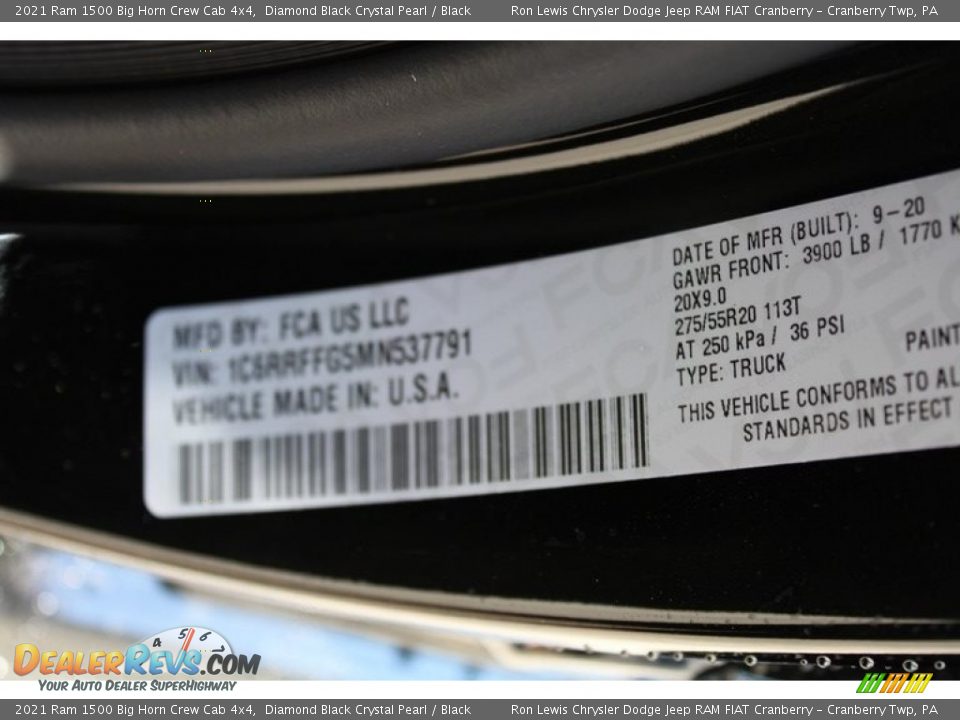 2021 Ram 1500 Big Horn Crew Cab 4x4, Diamond Black Crystal Pearl / Black Ron Lewis Chrysler Dodge Jeep RAM FIAT Cranberry – Cranberry Twp, PA
MFD BY: FCA US LLC
VIN: 1C6RRFFG5MN537791
VEHICLE MADE IN: U.S.A.
DATE OF MFR (BUILT): 9-20
GAWR FRONT: 3900 LB / 1770 K
20X9.0
275/55R20 113T
AT 250 kPa / 36 PSI
TYPE: TRUCK
PAINT
THIS VEHICLE CONFORMS TO AL
STANDARDS IN EFFECT
4 5 6
DEALERREVS.COM
YOUR AUTO DEALER SUPERHIGHWAY
2021 Ram 1500 Big Horn Crew Cab 4x4, Diamond Black Crystal Pearl / Black Ron Lewis Chrysler Dodge Jeep RAM FIAT Cranberry – Cranberry Twp, PA